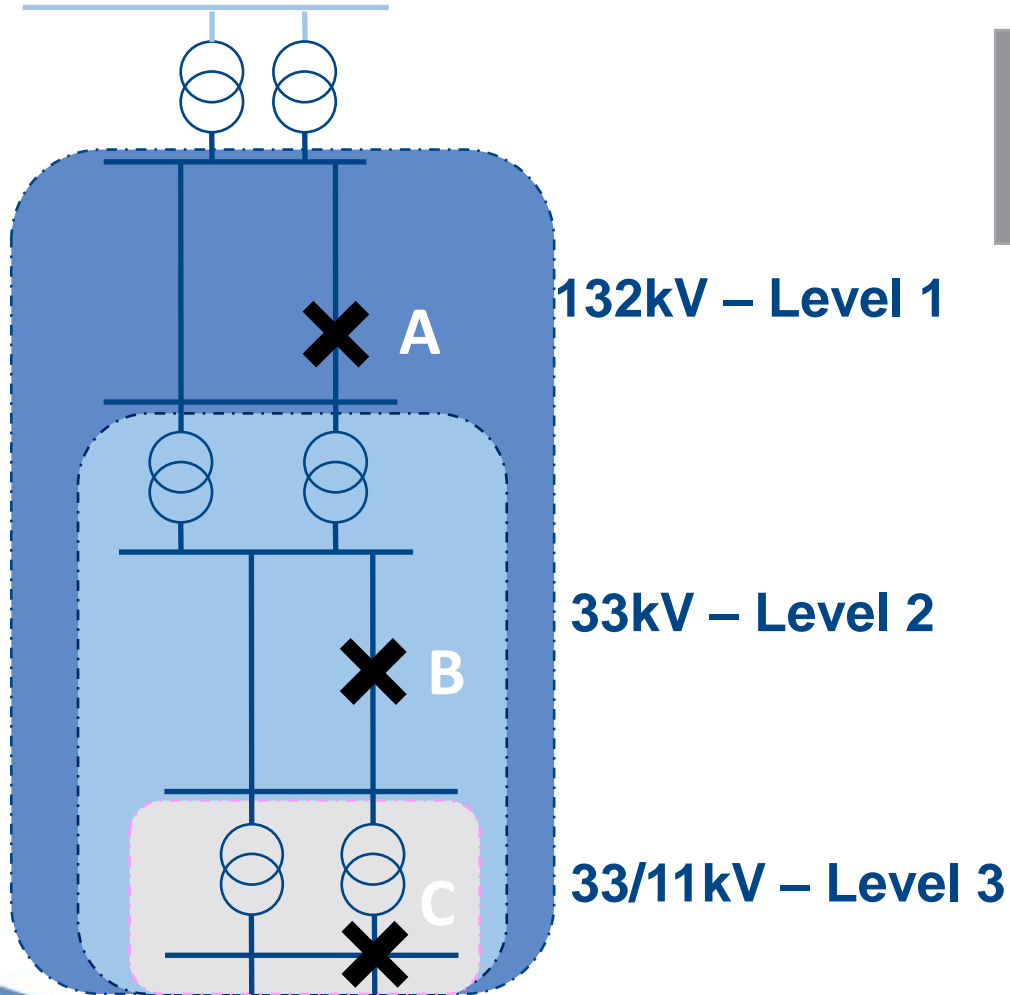 132kV – Level 1
A
33kV – Level 2
B
33/11kV – Level 3
C